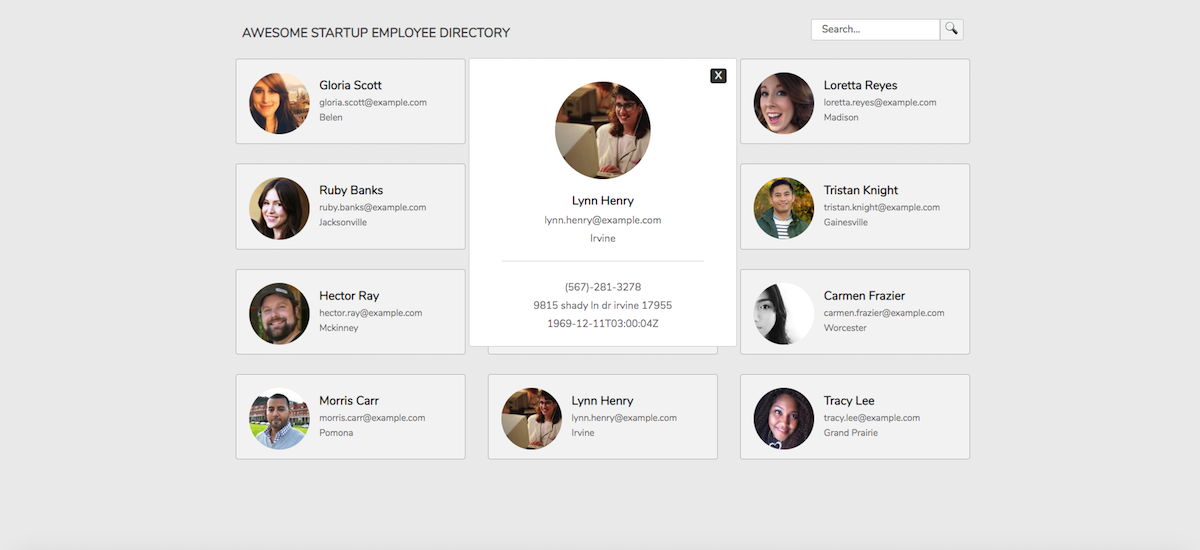 AWESOME STARTUP EMPLOYEE DIRECTORY
Search...
Gloria Scott
gloria.scott@example.com
Belen
X
Lynn Henry
lynn.henry@example.com
Irvine
(567)-281-3278
9815 shady ln dr irvine 17955
1969-12-11T03:00:04Z
Loretta Reyes
loretta.reyes@example.com
Madison
Ruby Banks
ruby.banks@example.com
Jacksonville
Tristan Knight
tristan.knight@example.com
Gainesville
Hector Ray
hector.ray@example.com
Mckinney
Carmen Frazier
carmen.frazier@example.com
Worcester
Morris Carr
morris.carr@example.com
Pomona
Lynn Henry
lynn.henry@example.com
Irvine
Tracy Lee
tracy.lee@example.com
Grand Prairie